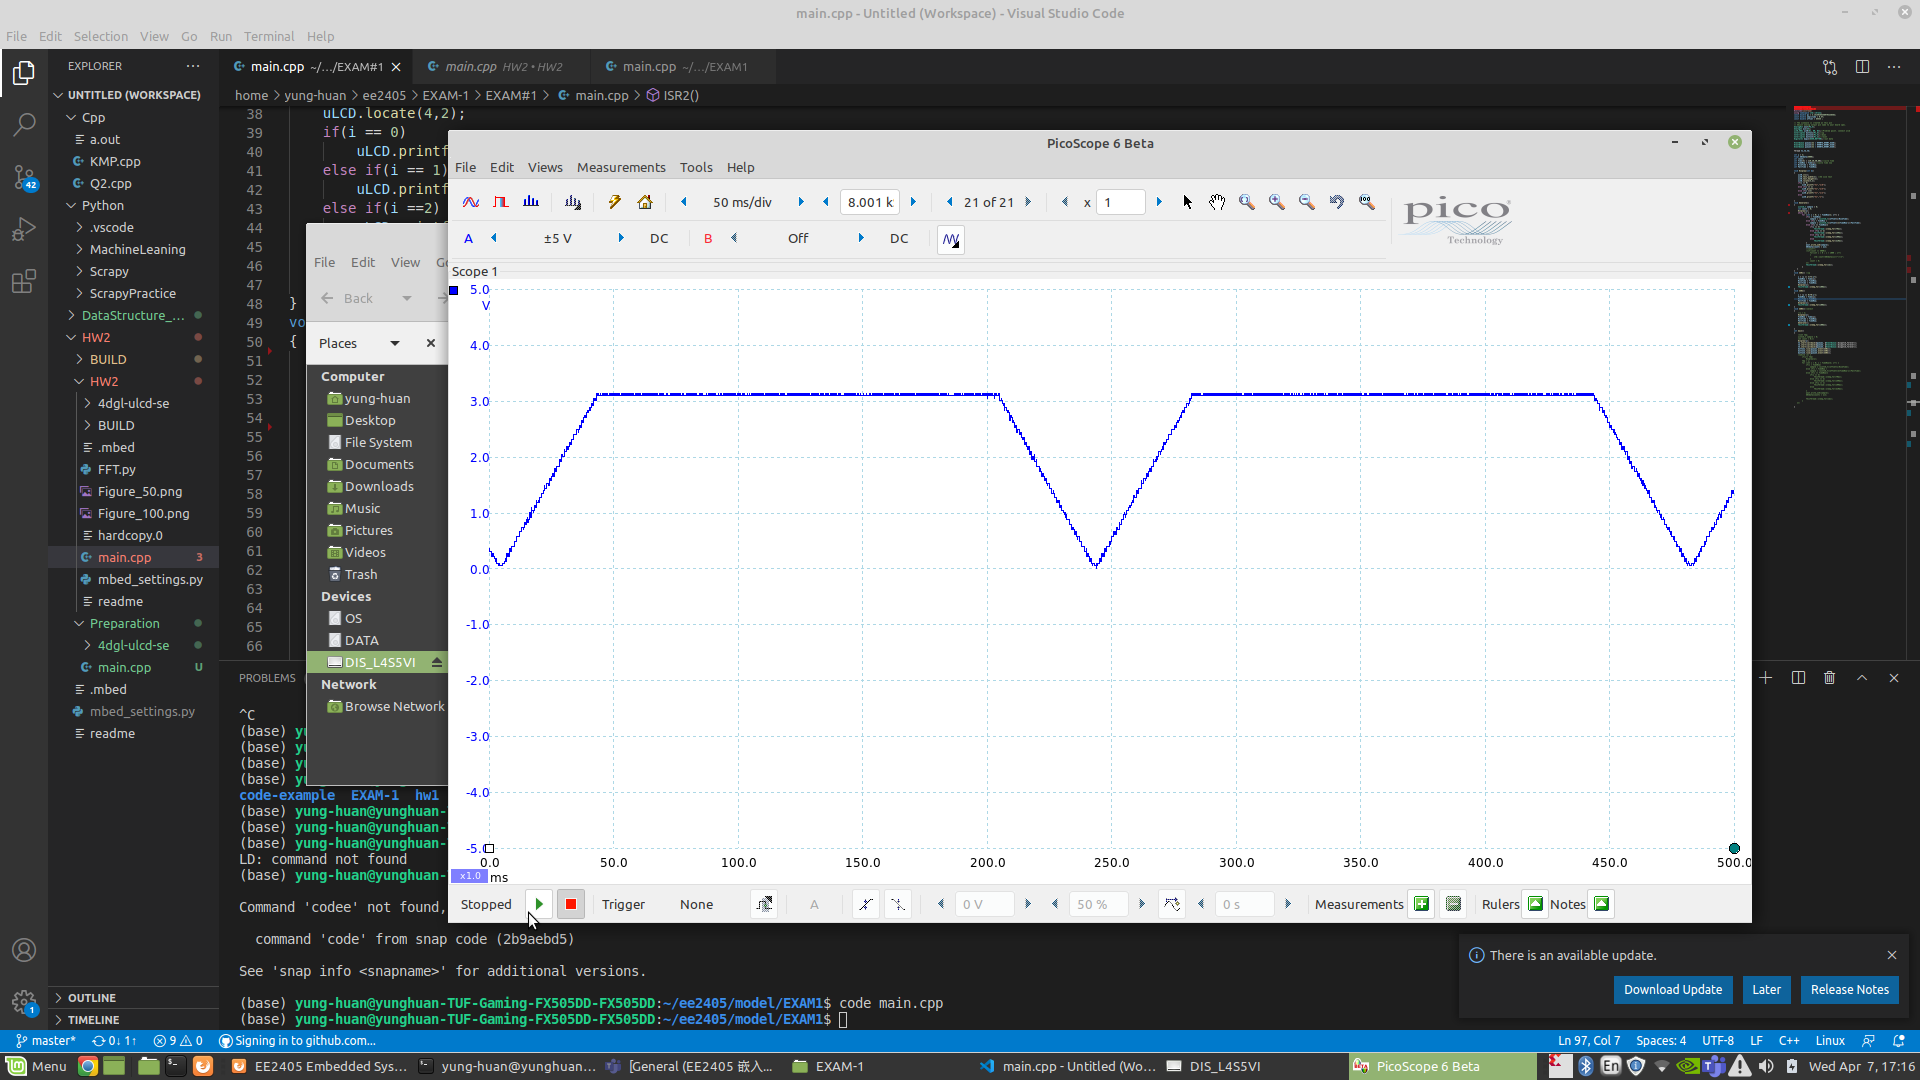 main.cpp - Untitled (Workspace) - Visual Studio Code
File Edit Selection View Go Run Terminal Help
EXPLORER ···
main.cpp ~/.../EXAM#1
main.cpp HW2 • HW2
main.cpp ~/.../EXAM1
home > yung-huan > ee2405 > EXAM-1 > EXAM#1 > main.cpp > ISR2()
UNTITLED (WORKSPACE)
Cpp
a.out
KMP.cpp
Q2.cpp
Python
.vscode
MachineLeaning
Scrapy
ScrapyPractice
DataStructure_...
HW2
BUILD
HW2
4dgl-ulcd-se
BUILD
.mbed
FFT.py
Figure_50.png
Figure_100.png
hardcopy.0
main.cpp 3
mbed_settings.py
readme
Preparation
4dgl-ulcd-se
main.cpp U
.mbed
mbed_settings.py
readme
OUTLINE
TIMELINE
42
1
38 uLCD.locate(4,2);
39 if(i == 0)
40 uLCD.printf
41 else if(i == 1)
42 uLCD.printf
43 else if(i ==2)
44
45
46
47
48 }
49 vo
50 {
51
52
53
54
55
56
57
58
59
60
61
62
63
64
65
66
File Edit View G
Back
Places
Computer
yung-huan
Desktop
File System
Documents
Downloads
Music
Pictures
Videos
Trash
Devices
OS
DATA
DIS_L4S5VI
Network
Browse Network
PicoScope 6 Beta
File Edit Views Measurements Tools Help
50 ms/div 8.001 k 21 of 21 x 1
pico
Technology
A ±5 V DC B Off DC
Scope 1
5.0
V
4.0
3.0
2.0
1.0
0.0
-1.0
-2.0
-3.0
-4.0
-5.0
0.0 50.0 100.0 150.0 200.0 250.0 300.0 350.0 400.0 450.0 500.0
x1.0 ms
Stopped Trigger None A 0 V 50 % 0 s Measurements Rulers Notes
PROBLEMS
^C
(base) yu
(base) yu
(base) yu
(base) yu
code-example EXAM-1 hw1
(base) yung-huan@yunghuan-
(base) yung-huan@yunghuan-
(base) yung-huan@yunghuan-
LD: command not found
(base) yung-huan@yunghuan-
Command 'codee' not found,
command 'code' from snap code (2b9aebd5)
See 'snap info <snapname>' for additional versions.
(base) yung-huan@yunghuan-TUF-Gaming-FX505DD-FX505DD:~/ee2405/model/EXAM1$ code main.cpp
(base) yung-huan@yunghuan-TUF-Gaming-FX505DD-FX505DD:~/ee2405/model/EXAM1$
There is an available update.
Download Update Later Release Notes
master* 0↓ 1↑ 9 0 Signing in to github.com...
Ln 97, Col 7 Spaces: 4 UTF-8 LF C++ Linux
Menu EE2405 Embedded Sys... yung-huan@yunghuan... [General (EE2405 嵌入... EXAM-1 main.cpp - Untitled (Wo... DIS_L4S5VI PicoScope 6 Beta En Wed Apr 7, 17:16